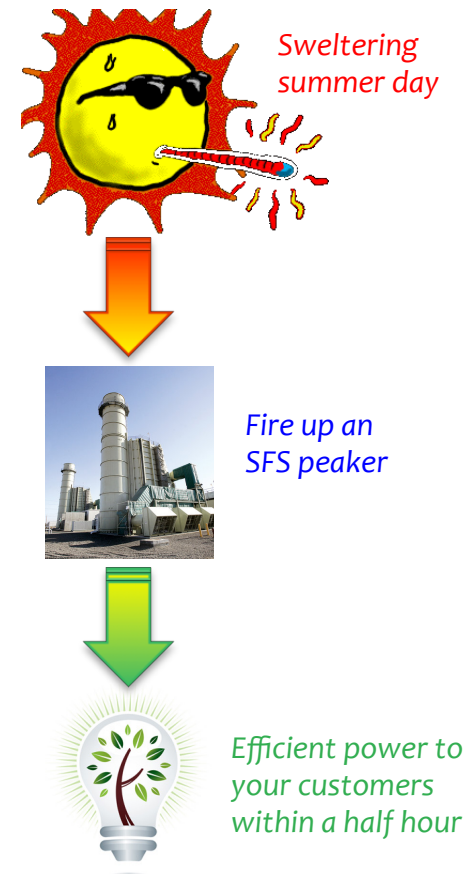 Sweltering
summer day
Fire up an
SFS peaker
Efficient power to
your customers
within a half hour